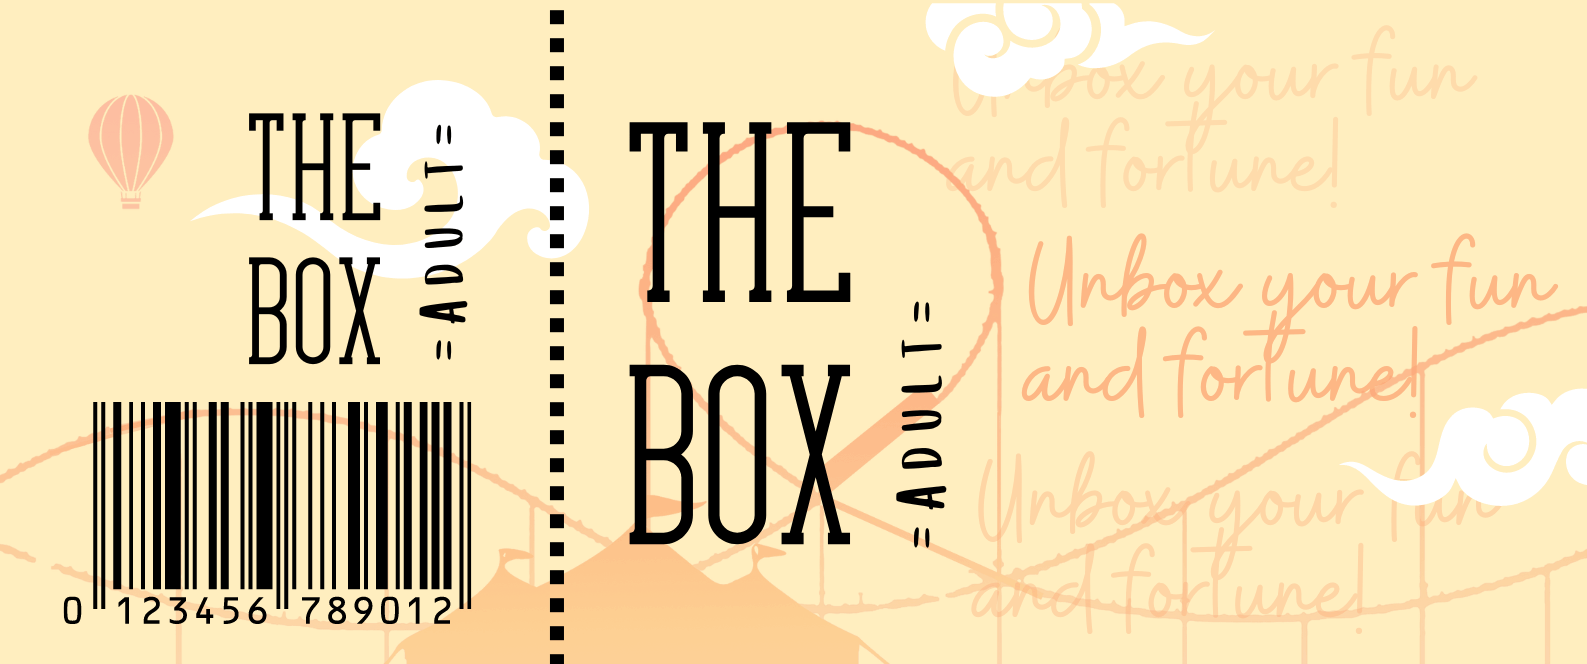 THE
BOX
=ADULT=
0 123456 789012
THE
BOX
=ADULT=
Unbox your fun
and fortune!
Unbox your fun
and fortune!
Unbox your fun
and fortune!